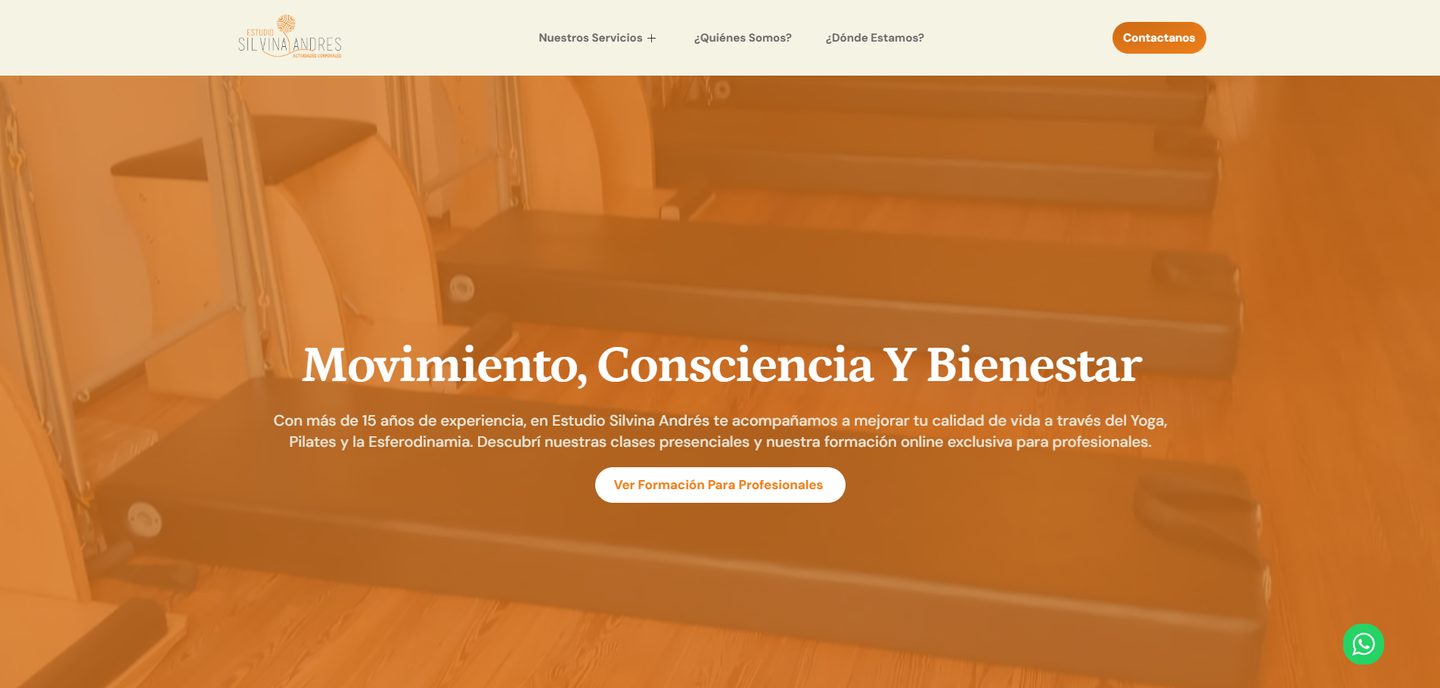 ESTUDIO
SILVINA ANDRES
ACTIVIDADES CORPORALES
Nuestros Servicios +
¿Quiénes Somos?
¿Dónde Estamos?
Contactanos
Movimiento, Consciencia Y Bienestar
Con más de 15 años de experiencia, en Estudio Silvina Andrés te acompañamos a mejorar tu calidad de vida a través del Yoga,
Pilates y la Esferodinamia. Descubrí nuestras clases presenciales y nuestra formación online exclusiva para profesionales.
Ver Formación Para Profesionales